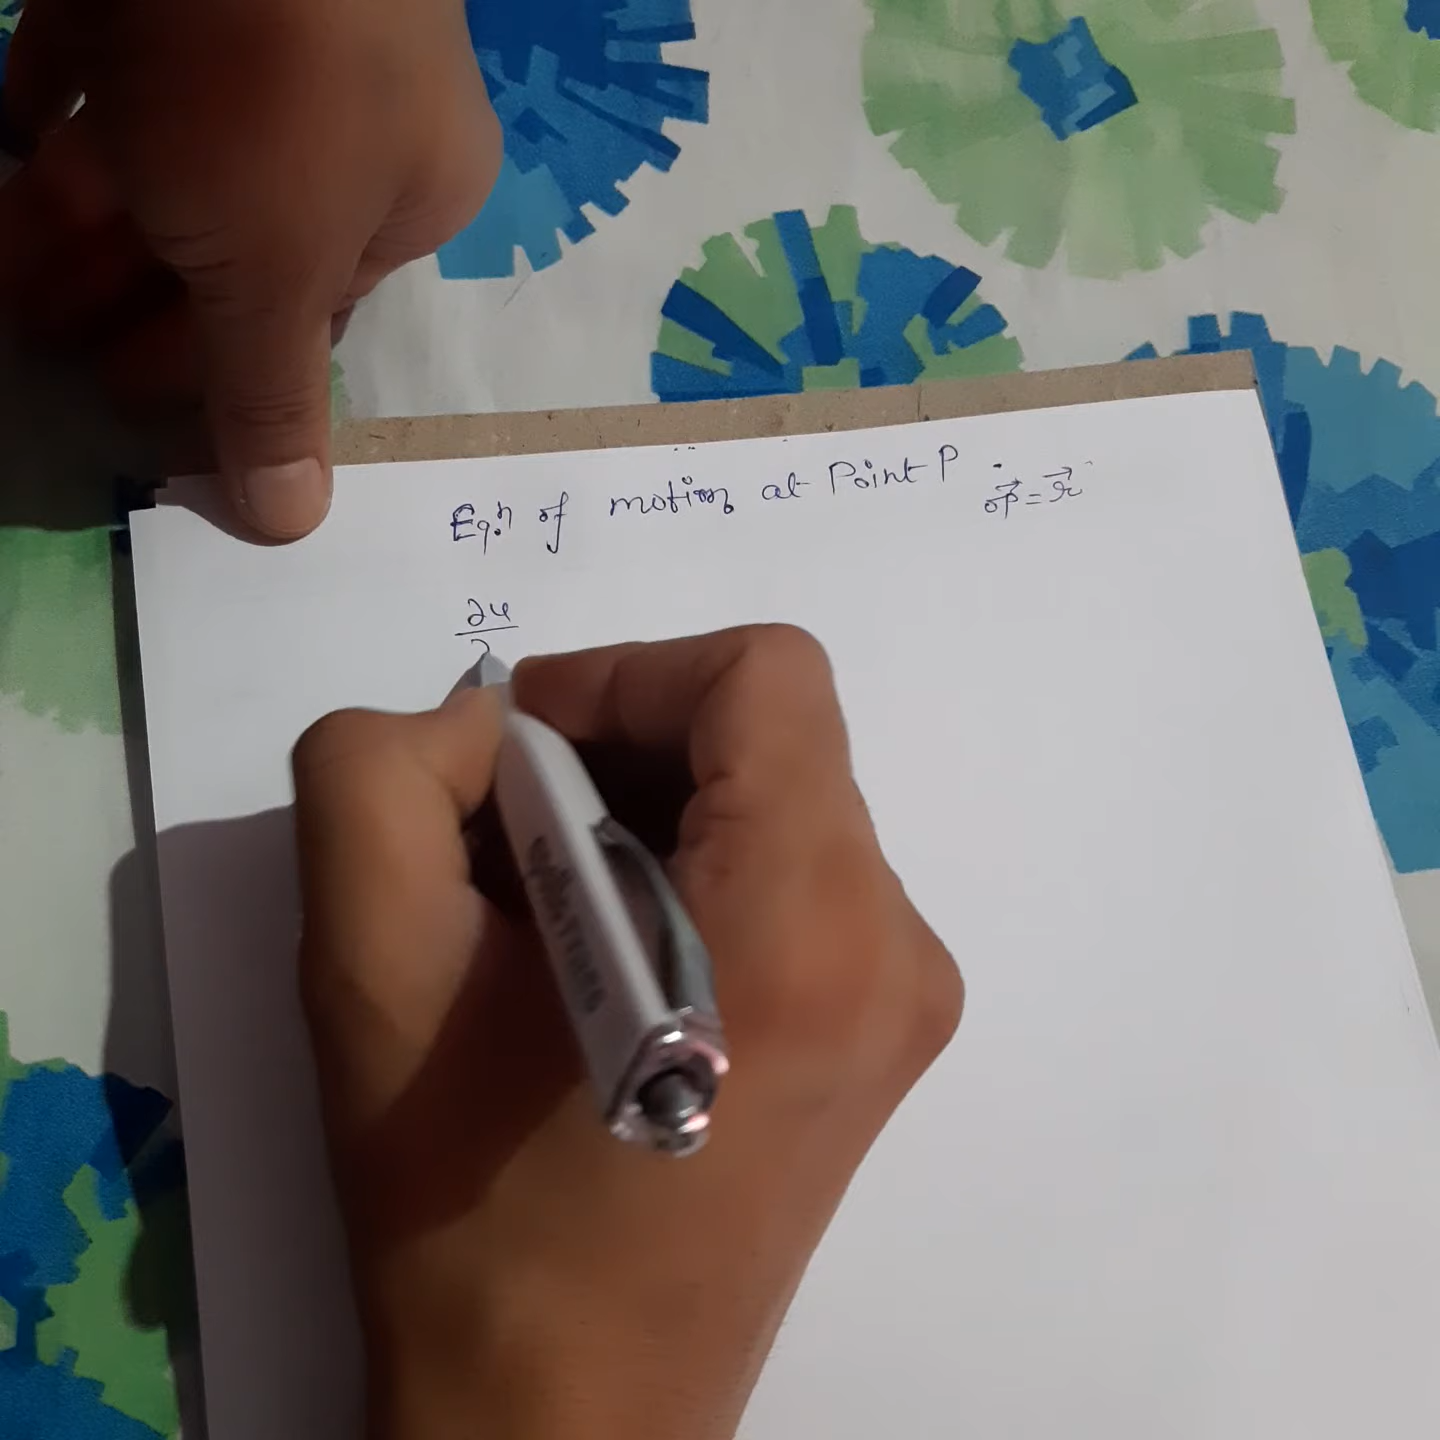 Eq.n of motion at Point P
→OP = →r
∂u
∂